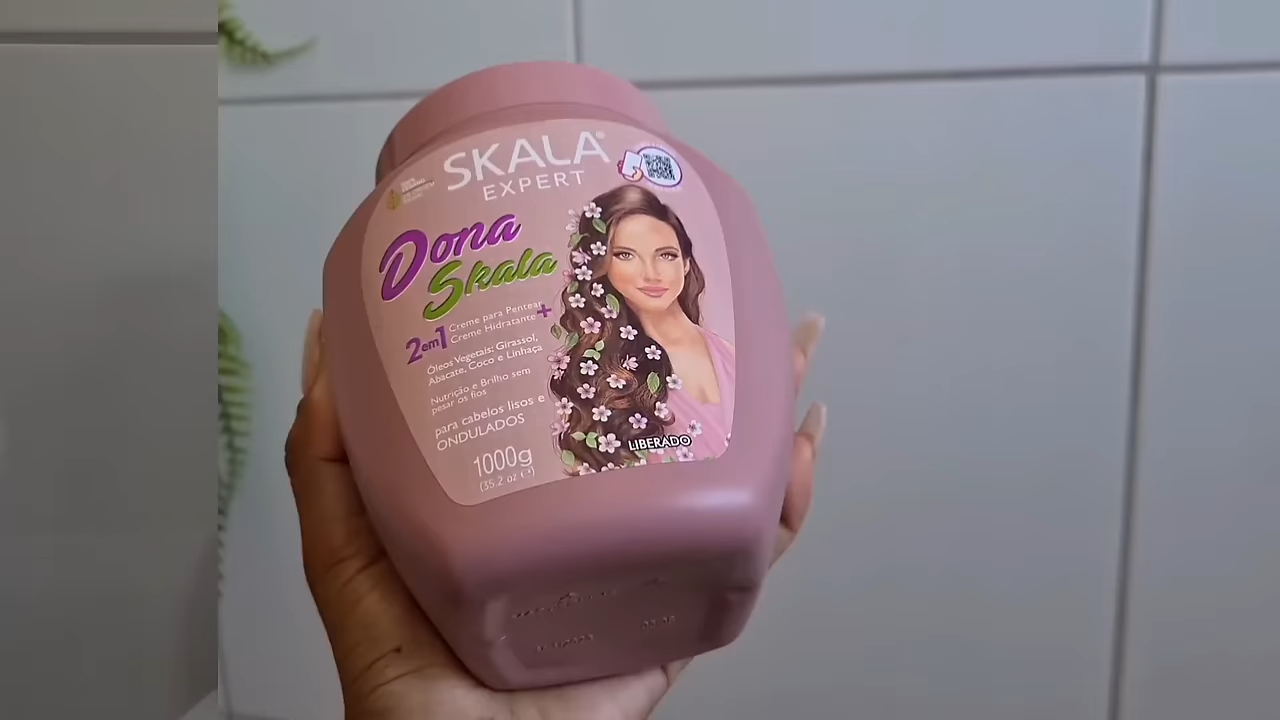 SKALA®
EXPERT
Dona
Skala
2em1
Creme para Pentear +
Creme Hidratante
Óleos Vegetais: Girassol,
Abacate, Coco e Linhaça
Nutrição e Brilho sem
pesar os fios
para cabelos lisos e
ONDULADOS
1000g
(35.2 oz ℮)
LIBERADO